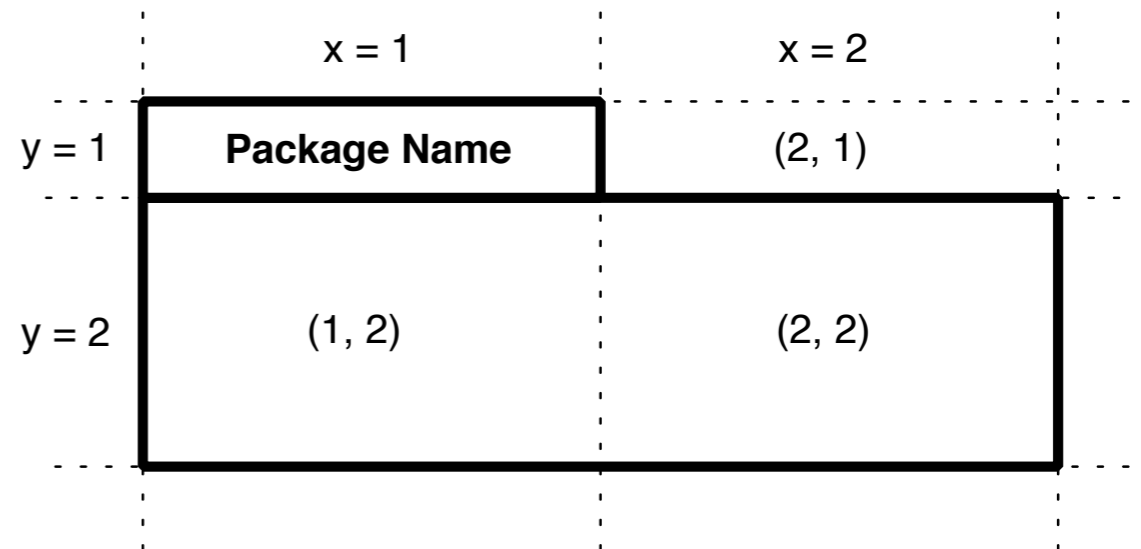 x = 1 x = 2
y = 1 Package Name (2, 1)
y = 2 (1, 2) (2, 2)